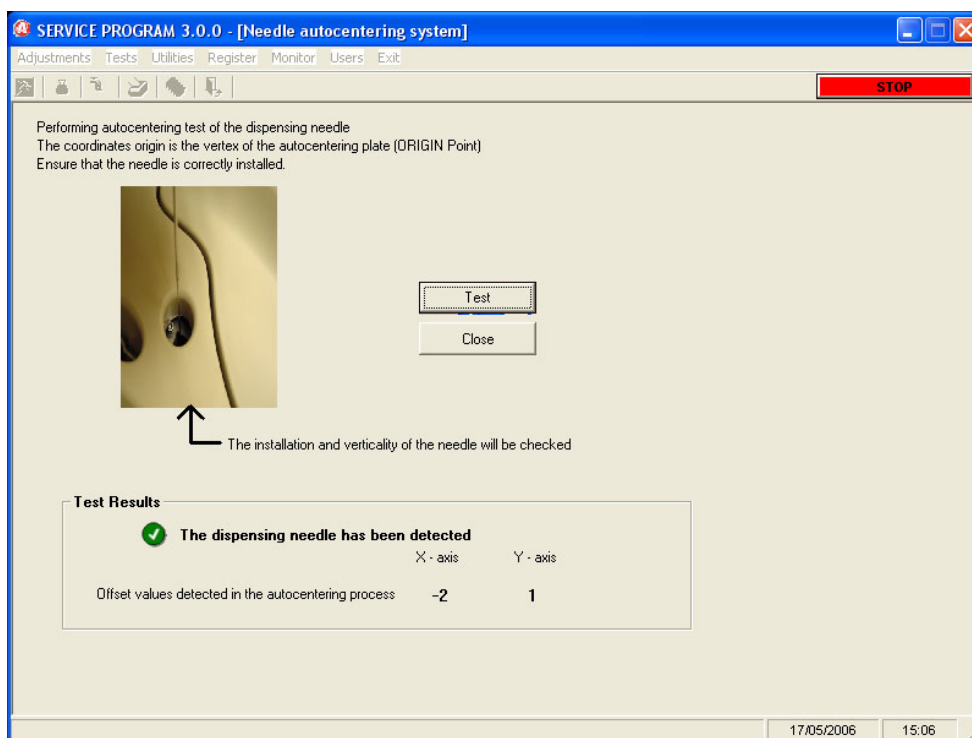 SERVICE PROGRAM 3.0.0 - [Needle autocentering system]
Adjustments Tests Utilities Register Monitor Users Exit
STOP
Performing autocentering test of the dispensing needle
The coordinates origin is the vertex of the autocentering plate (ORIGIN Point)
Ensure that the needle is correctly installed.
Test
Close
The installation and verticality of the needle will be checked
Test Results
The dispensing needle has been detected
X - axis Y - axis
Offset values detected in the autocentering process -2 1
17/05/2006 15:06